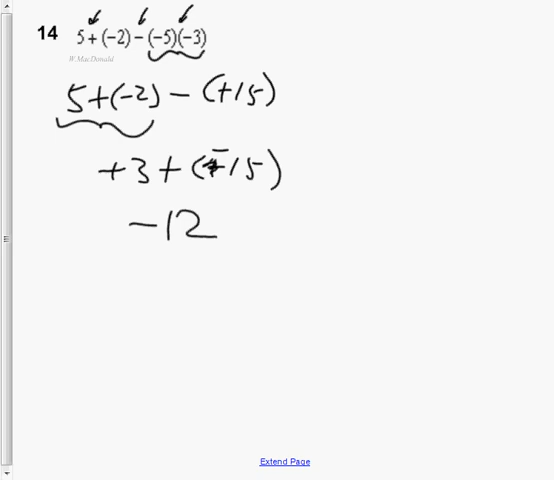 14 5+(-2)-(-5)(-3)
W.MacDonald
5+(-2)-(+15)
+3+(-15)
-12
Extend Page